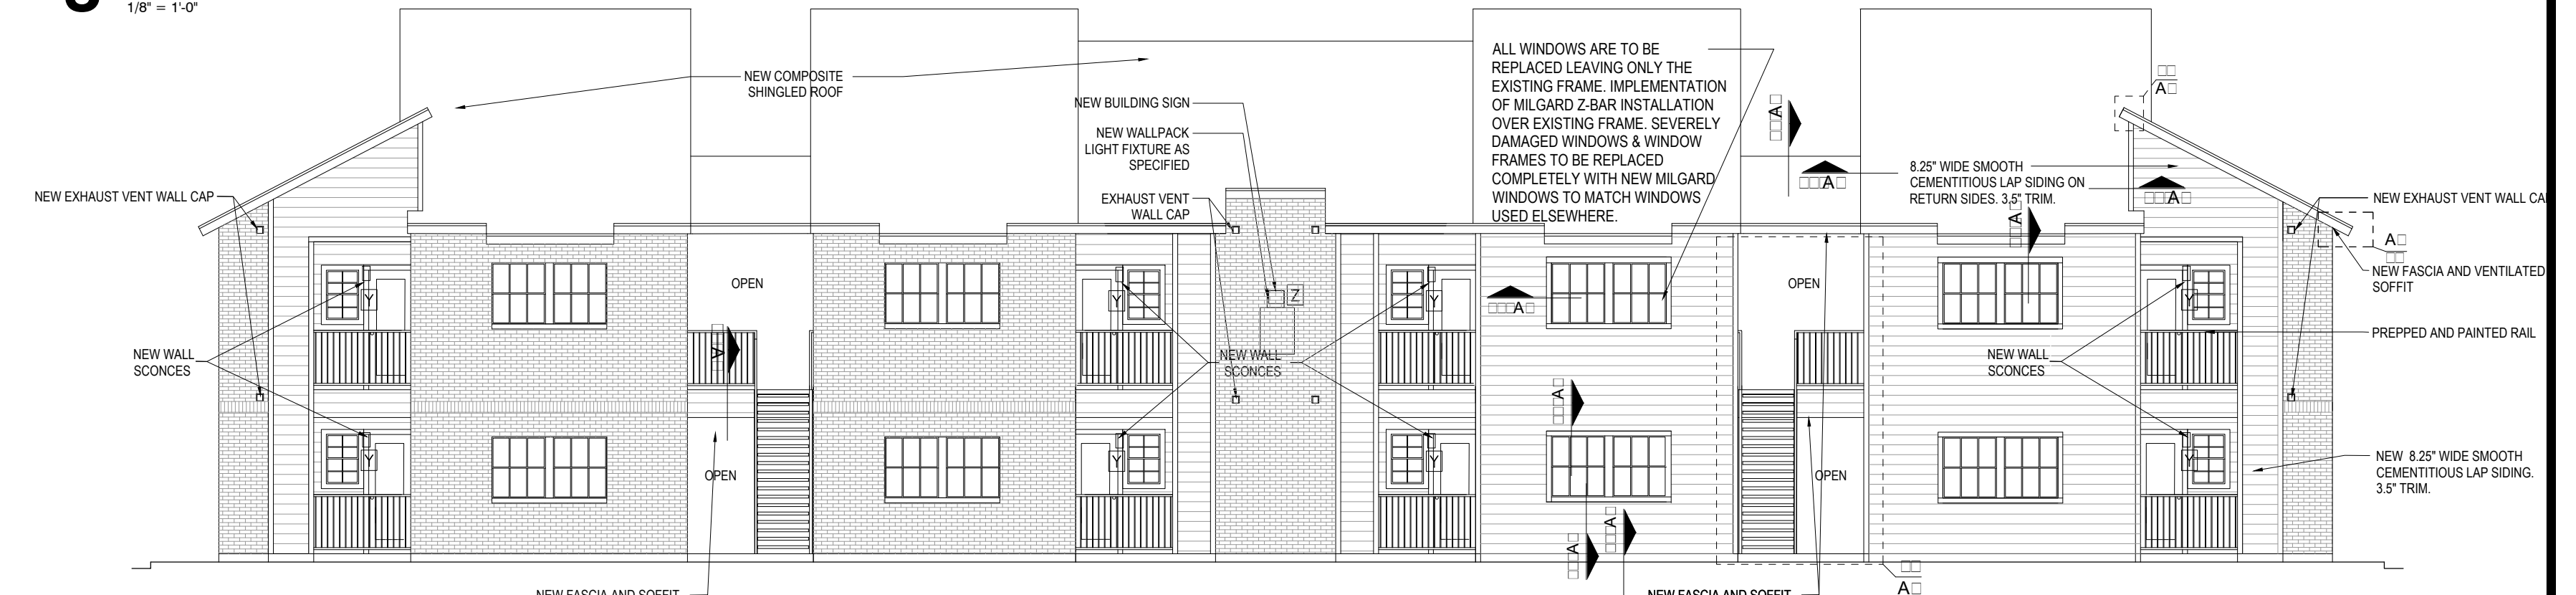 1/8" = 1'-0"
NEW COMPOSITE
SHINGLED ROOF
NEW BUILDING SIGN
NEW WALLPACK
LIGHT FIXTURE AS
SPECIFIED
EXHAUST VENT
WALL CAP
ALL WINDOWS ARE TO BE
REPLACED LEAVING ONLY THE
EXISTING FRAME. IMPLEMENTATION
OF MILGARD Z-BAR INSTALLATION
OVER EXISTING FRAME. SEVERELY
DAMAGED WINDOWS & WINDOW
FRAMES TO BE REPLACED
COMPLETELY WITH NEW MILGARD
WINDOWS TO MATCH WINDOWS
USED ELSEWHERE.
8.25" WIDE SMOOTH
CEMENTITIOUS LAP SIDING ON
RETURN SIDES. 3.5" TRIM.
NEW EXHAUST VENT WALL CAP
NEW EXHAUST VENT WALL CA
NEW FASCIA AND VENTILATED
SOFFIT
PREPPED AND PAINTED RAIL
NEW 8.25" WIDE SMOOTH
CEMENTITIOUS LAP SIDING.
3.5" TRIM.
NEW WALL
SCONCES
NEW WALL
SCONCES
NEW WALL
SCONCES
OPEN
OPEN
OPEN
OPEN
Y
Y
Y
Y
Y
Y
Y
Y
Z
A
A
A
A
A
A
A
A
A
A
A
A
A
NEW FASCIA AND SOFFIT
NEW FASCIA AND SOFFIT